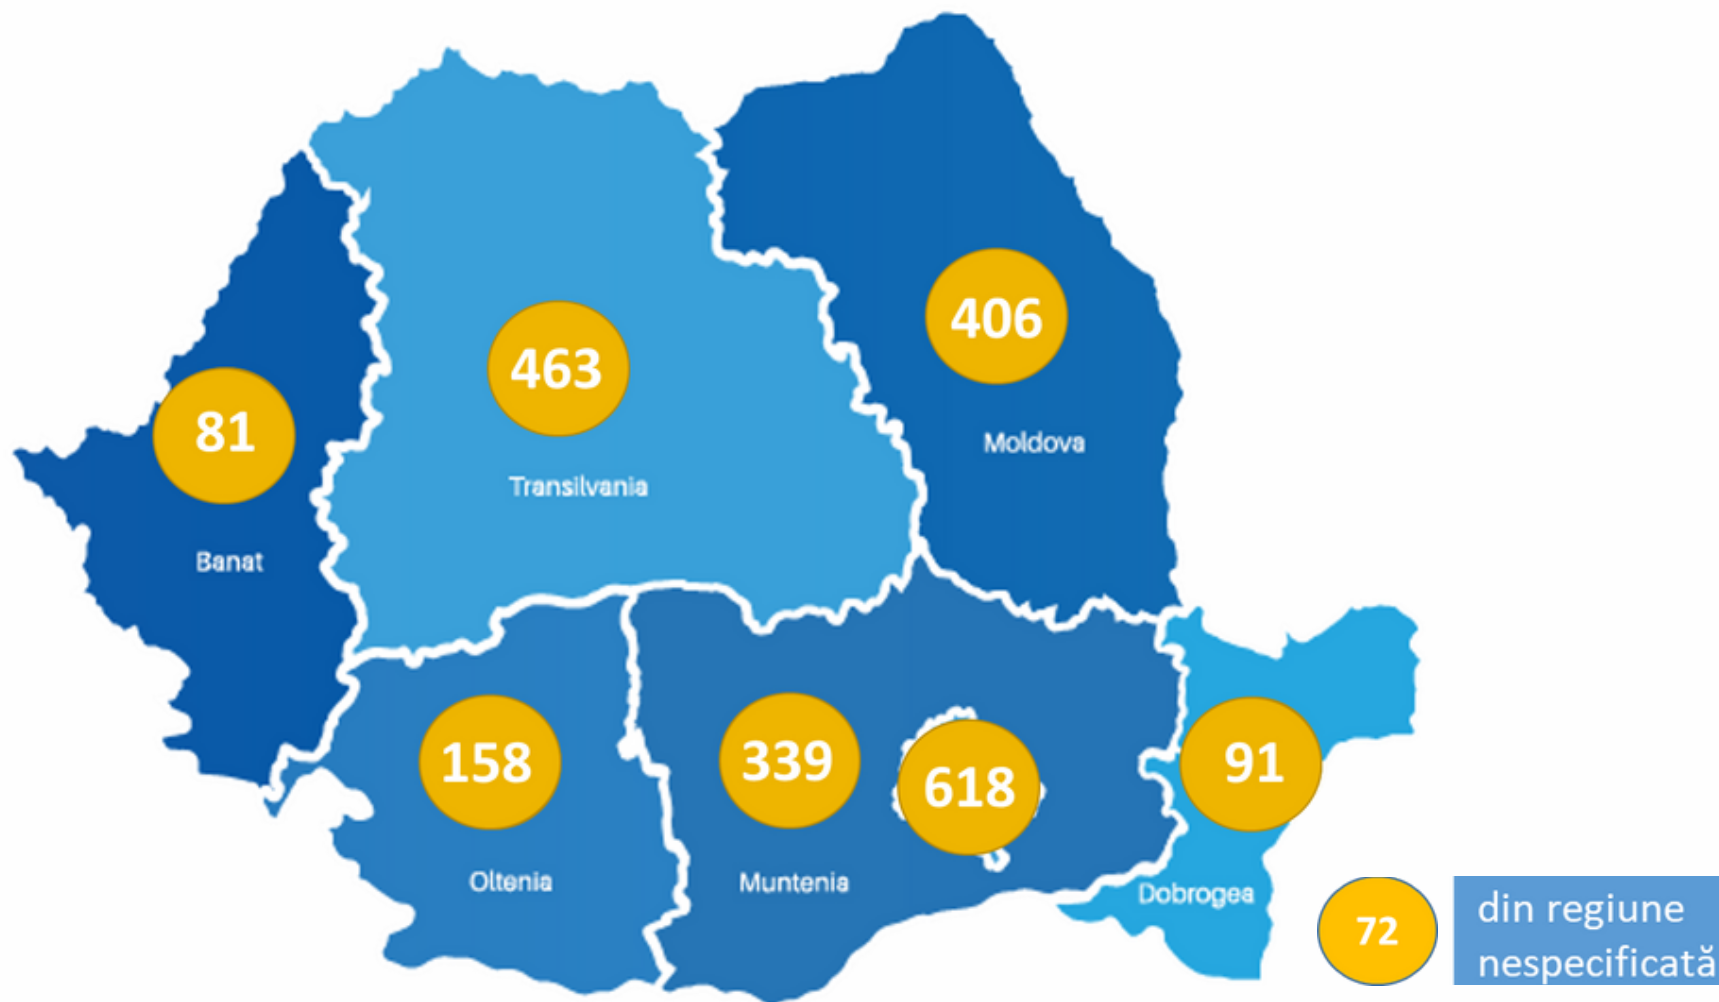 406
463
Moldova
81
Transilvania
Banat
158
339
618
91
Oltenia
Muntenia
Dobrogea
72
din regiune
nespecificată